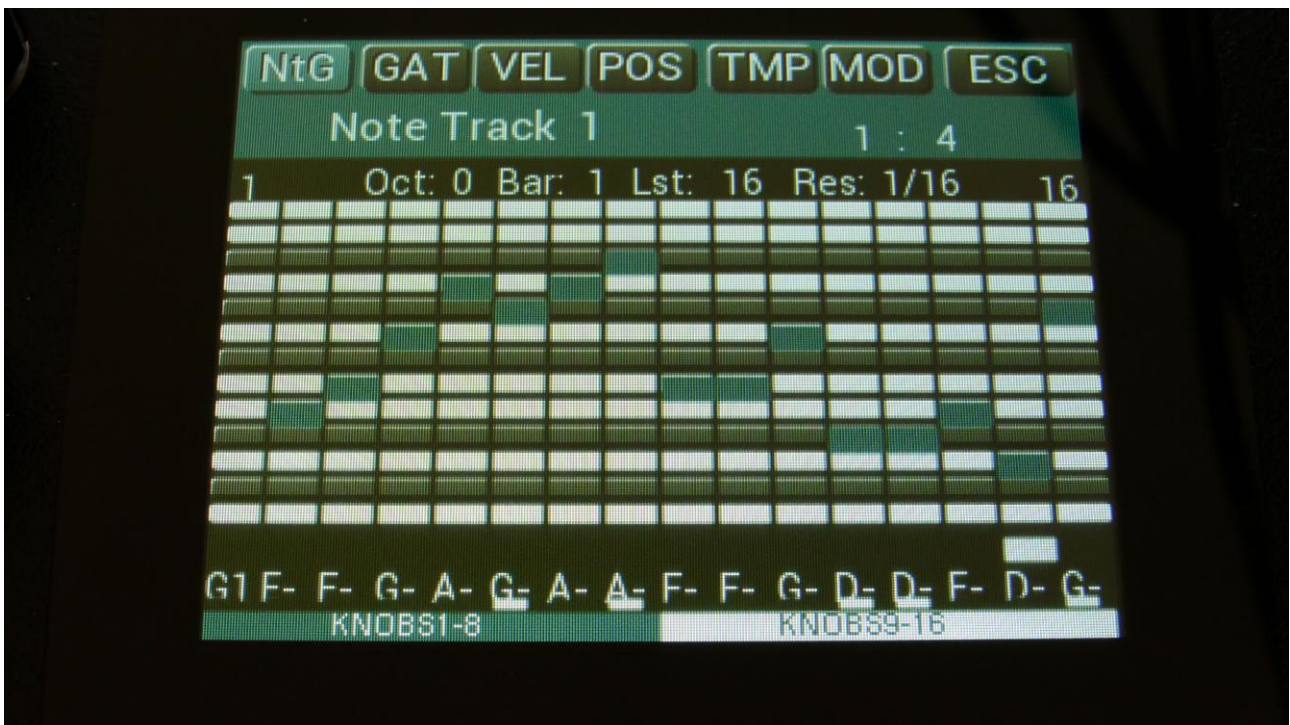 NtG GAT VEL POS TMP MOD ESC
Note Track 1 1 : 4
1 Oct: 0 Bar: 1 Lst: 16 Res: 1/16 16
G1 F- F- G- A- G- A- A- F- F- G- D- D- F- D- G-
KNOBS1-8 KNOBS9-16